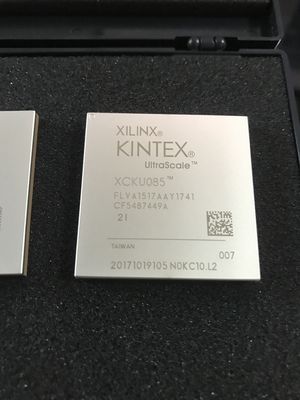 XILINX®
KINTEX®
UltraScale™
XCKU085™
FLVA1517AAY1741
CF5487449A
2I
TAIWAN
007
20171019105 N0KC10.L2